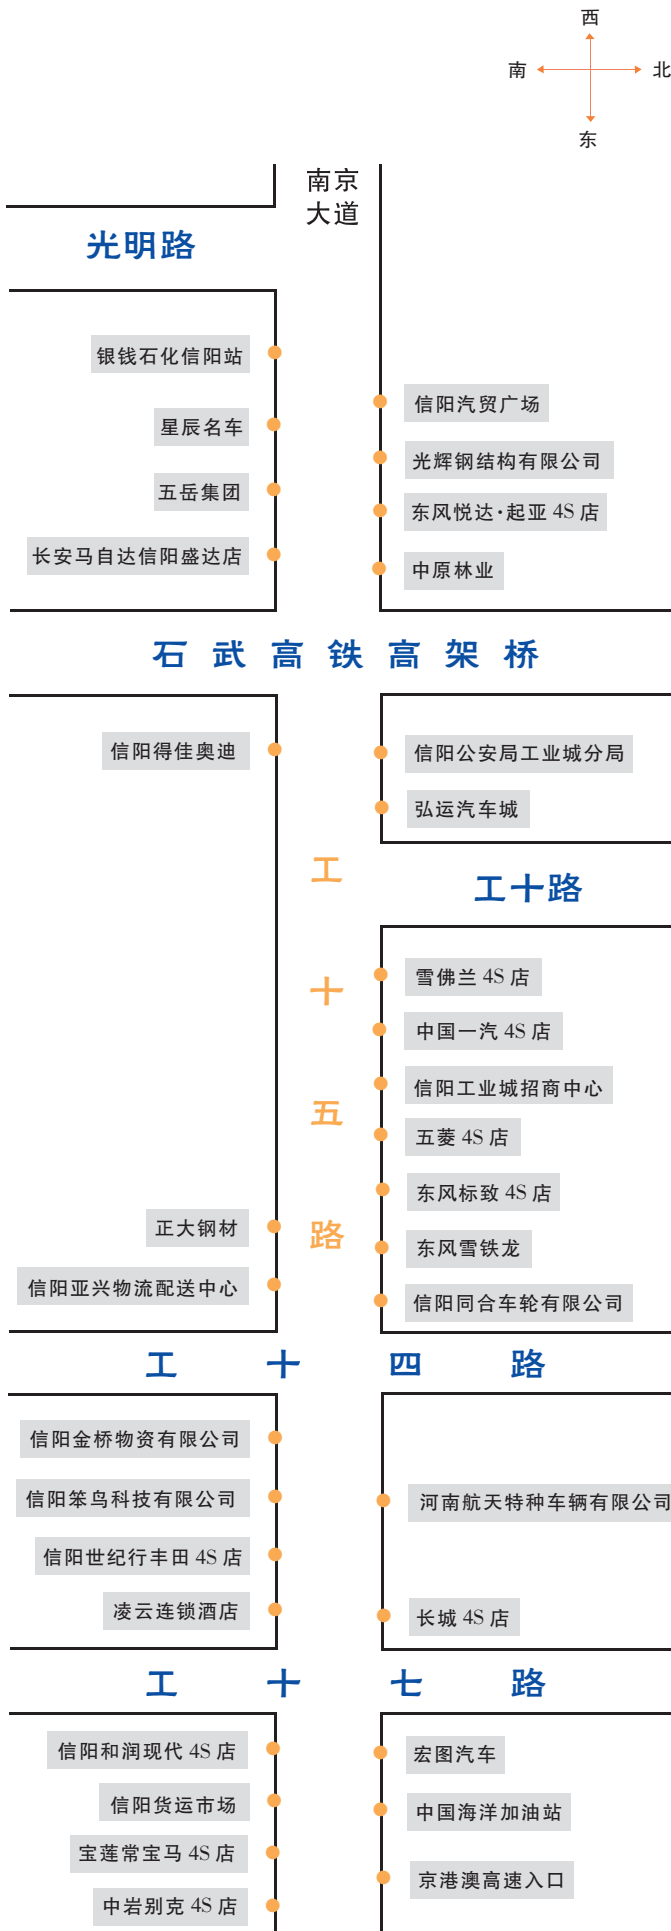 西
南
北
东
南京
大道
光明路
银钱石化信阳站
信阳汽贸广场
星辰名车
光辉钢结构有限公司
五岳集团
东风悦达·起亚 4S 店
长安马自达信阳盛达店
中原林业
石武高铁高架桥
信阳得佳奥迪
信阳公安局工业城分局
弘运汽车城
工十五路
工十路
雪佛兰 4S 店
中国一汽 4S 店
信阳工业城招商中心
五菱 4S 店
东风标致 4S 店
正大钢材
东风雪铁龙
信阳亚兴物流配送中心
信阳同合车轮有限公司
工十四路
信阳金桥物资有限公司
信阳笨鸟科技有限公司
河南航天特种车辆有限公司
信阳世纪行丰田 4S 店
凌云连锁酒店
长城 4S 店
工十七路
信阳和润现代 4S 店
宏图汽车
信阳货运市场
中国海洋加油站
宝莲常宝马 4S 店
京港澳高速入口
中岩别克 4S 店